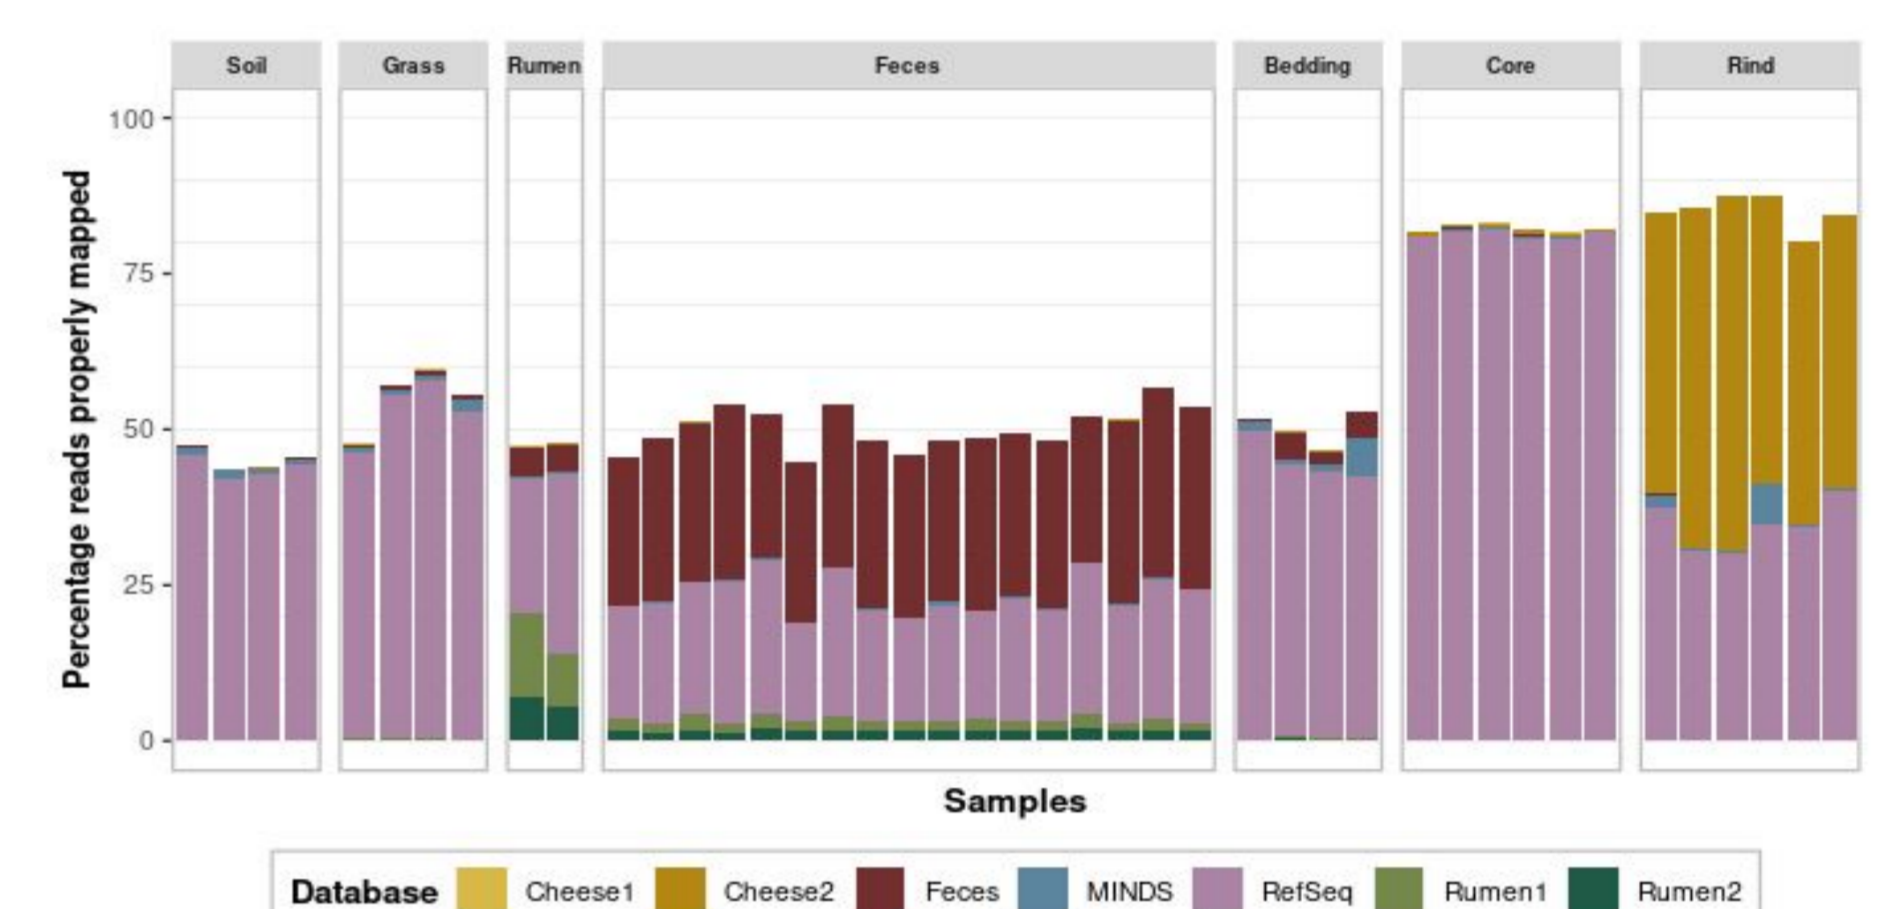 Soil Grass Rumen Feces Bedding Core Rind
100
75
50
25
0
Percentage reads properly mapped
Samples
Database Cheese1 Cheese2 Feces MINDS RefSeq Rumen1 Rumen2